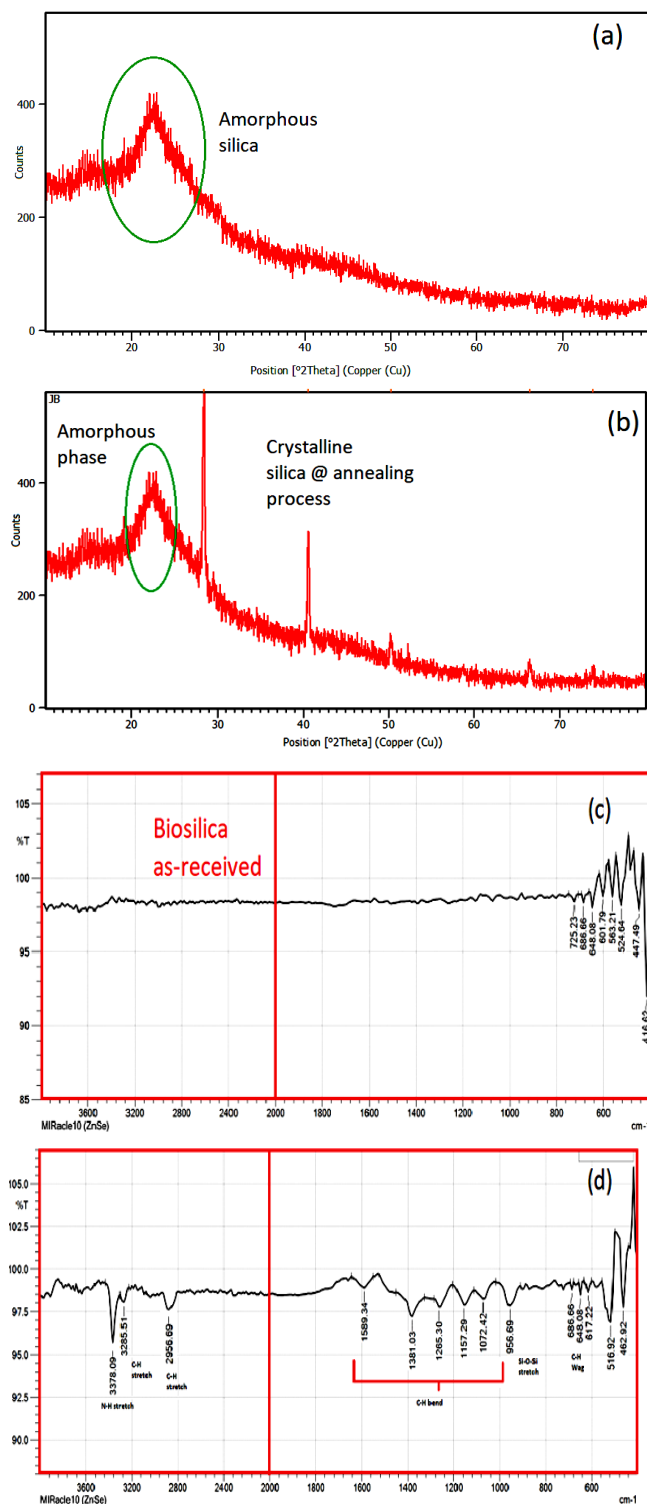 (a)
Amorphous
silica
Counts
400
200
0
20
30
40
50
60
70
Position [°2Theta] (Copper (Cu))
JB
(b)
Amorphous
phase
Crystalline
silica @ annealing
process
Counts
400
200
0
20
30
40
50
60
70
Position [°2Theta] (Copper (Cu))
(c)
Biosilica
as-received
%T
105
100
95
90
85
725.23
686.66
648.08
601.79
563.21
524.64
447.49
416.62
3600
3200
2800
2400
2000
1800
1600
1400
1200
1000
800
600
MIRacle10 (ZnSe)
cm-1
(d)
%T
105.0
102.5
100.0
97.5
95.0
92.5
90.0
3378.09
3285.51
2956.69
1589.34
1381.03
1265.30
1157.29
1072.42
956.69
686.66
648.08
617.22
516.92
462.92
N-H stretch
C-H
stretch
C-H
stretch
C-H bend
Si-O-Si
stretch
C-H
Wag
3600
3200
2800
2400
2000
1800
1600
1400
1200
1000
800
600
MIRacle10 (ZnSe)
cm-1